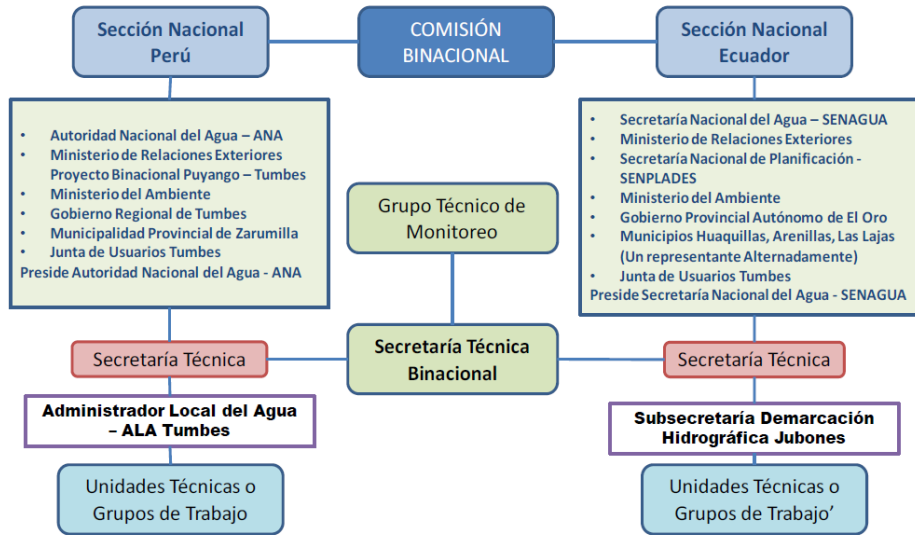 Sección Nacional
Perú
COMISIÓN
BINACIONAL
Sección Nacional
Ecuador
• Autoridad Nacional del Agua – ANA
• Ministerio de Relaciones Exteriores
Proyecto Binacional Puyango – Tumbes
• Ministerio del Ambiente
• Gobierno Regional de Tumbes
• Municipalidad Provincial de Zarumilla
• Junta de Usuarios Tumbes
Preside Autoridad Nacional del Agua - ANA
• Secretaría Nacional del Agua – SENAGUA
• Ministerio de Relaciones Exteriores
• Secretaría Nacional de Planificación -
SENPLADES
• Ministerio del Ambiente
• Gobierno Provincial Autónomo de El Oro
• Municipios Huaquillas, Arenillas, Las Lajas
(Un representante Alternadamente)
• Junta de Usuarios Tumbes
Preside Secretaría Nacional del Agua - SENAGUA
Grupo Técnico de
Monitoreo
Secretaría Técnica
Secretaría Técnica
Binacional
Secretaría Técnica
Administrador Local del Agua
– ALA Tumbes
Subsecretaría Demarcación
Hidrográfica Jubones
Unidades Técnicas o
Grupos de Trabajo
Unidades Técnicas o
Grupos de Trabajo’